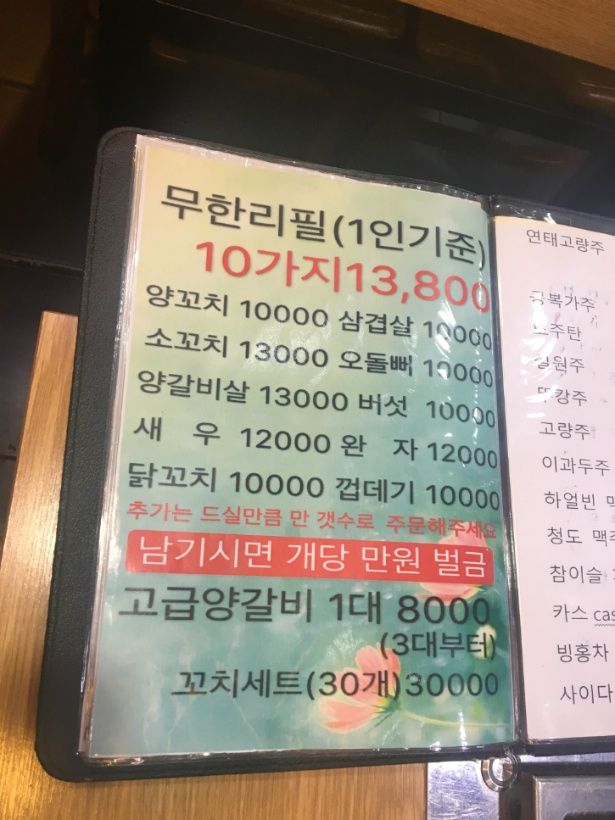 무한리필(1인기준)
10가지13,800
양꼬치 10000 삼겹살 10000
소꼬치 13000 오돌뼈 10000
양갈비살 13000 버섯 10000
새 우 12000 완 자 12000
닭꼬치 10000 껍데기 10000
추가는 드실만큼 만 갯수로 주문해주세요
남기시면 개당 만원 벌금
고급양갈비 1대 8000
(3대부터)
꼬치세트(30개)30000
연태고량주
공복가주
노주탄
고량주
이과두주
하얼빈 맥
청도 맥주
참이슬
카스 cas
빙홍차
사이다